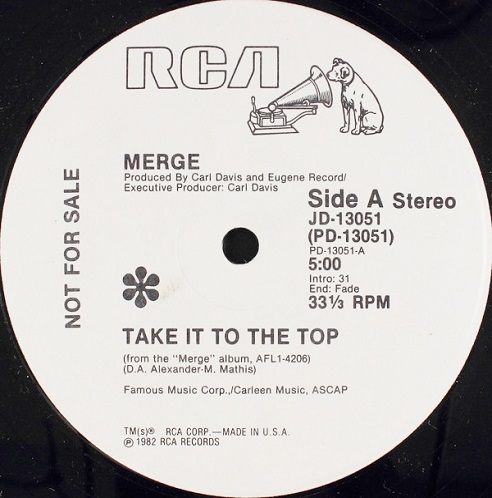 RCA
MERGE
Produced By Carl Davis and Eugene Record/
Executive Producer: Carl Davis
Side A Stereo
JD-13051
(PD-13051)
PD-13051-A
5:00
Intro: 31
End: Fade
33⅓ RPM
NOT FOR SALE
TAKE IT TO THE TOP
(from the "Merge" album, AFL1-4206)
(D.A. Alexander-M. Mathis)
Famous Music Corp./Carleen Music, ASCAP
TM(s)® RCA CORP.—MADE IN U.S.A.
℗ 1982 RCA RECORDS